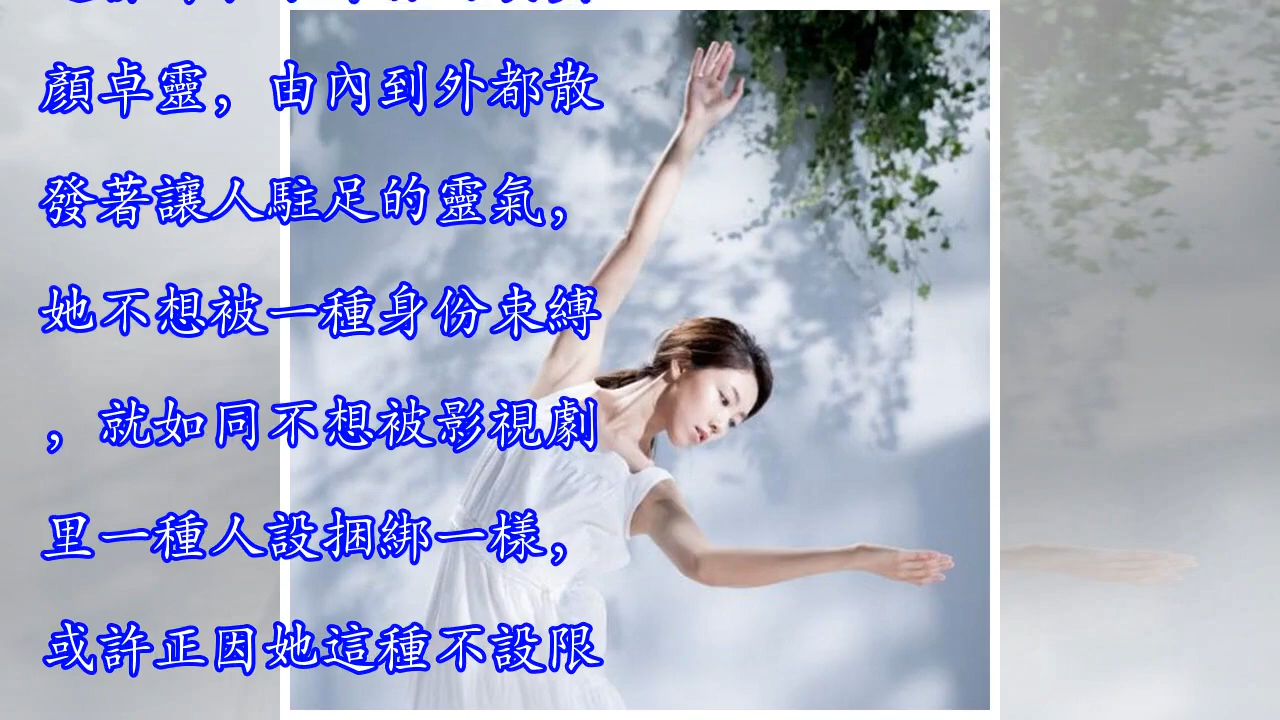 顏卓靈，由內到外都散
發著讓人駐足的靈氣，
她不想被一種身份束縛
，就如同不想被影視劇
里一種人設捆綁一樣，
或許正因她這種不設限